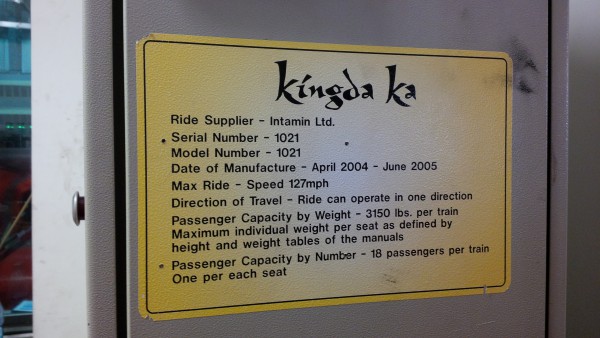 kingda ka
Ride Supplier - Intamin Ltd.
Serial Number - 1021
Model Number - 1021
Date of Manufacture - April 2004 - June 2005
Max Ride - Speed 127mph
Direction of Travel - Ride can operate in one direction
Passenger Capacity by Weight - 3150 lbs. per train
Maximum individual weight per seat as defined by
height and weight tables of the manuals
Passenger Capacity by Number - 18 passengers per train
One per each seat